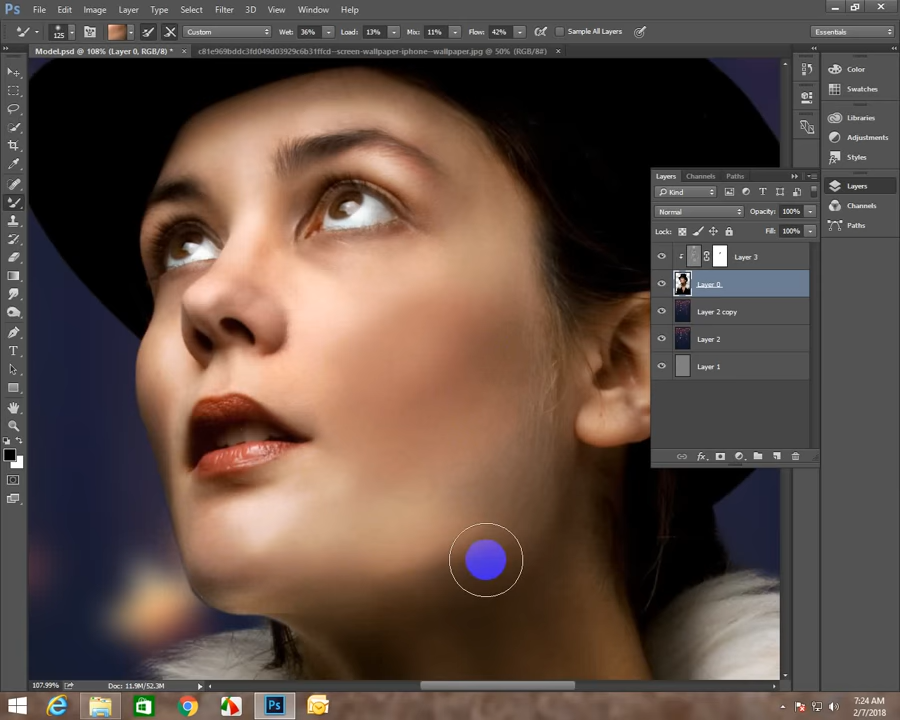 Ps File Edit Image Layer Type Select Filter 3D View Window Help
125 Custom Wet: 36% Load: 13% Mix: 11% Flow: 42% Sample All Layers Essentials
Model.psd @ 108% (Layer 0, RGB/8) * × c81e969bddc3fd049d03929c6b31ffcd--screen-wallpaper-iphone--wallpaper.jpg @ 50% (RGB/8#) ×
Color
Swatches
Libraries
Adjustments
Styles
Layers
Channels
Paths
Layers Channels Paths
Kind
Normal Opacity: 100%
Lock: Fill: 100%
Layer 3
Layer 0
Layer 2 copy
Layer 2
Layer 1
fx
107.99% Doc: 11.9M/52.3M
Ps
7:24 AM
2/7/2018